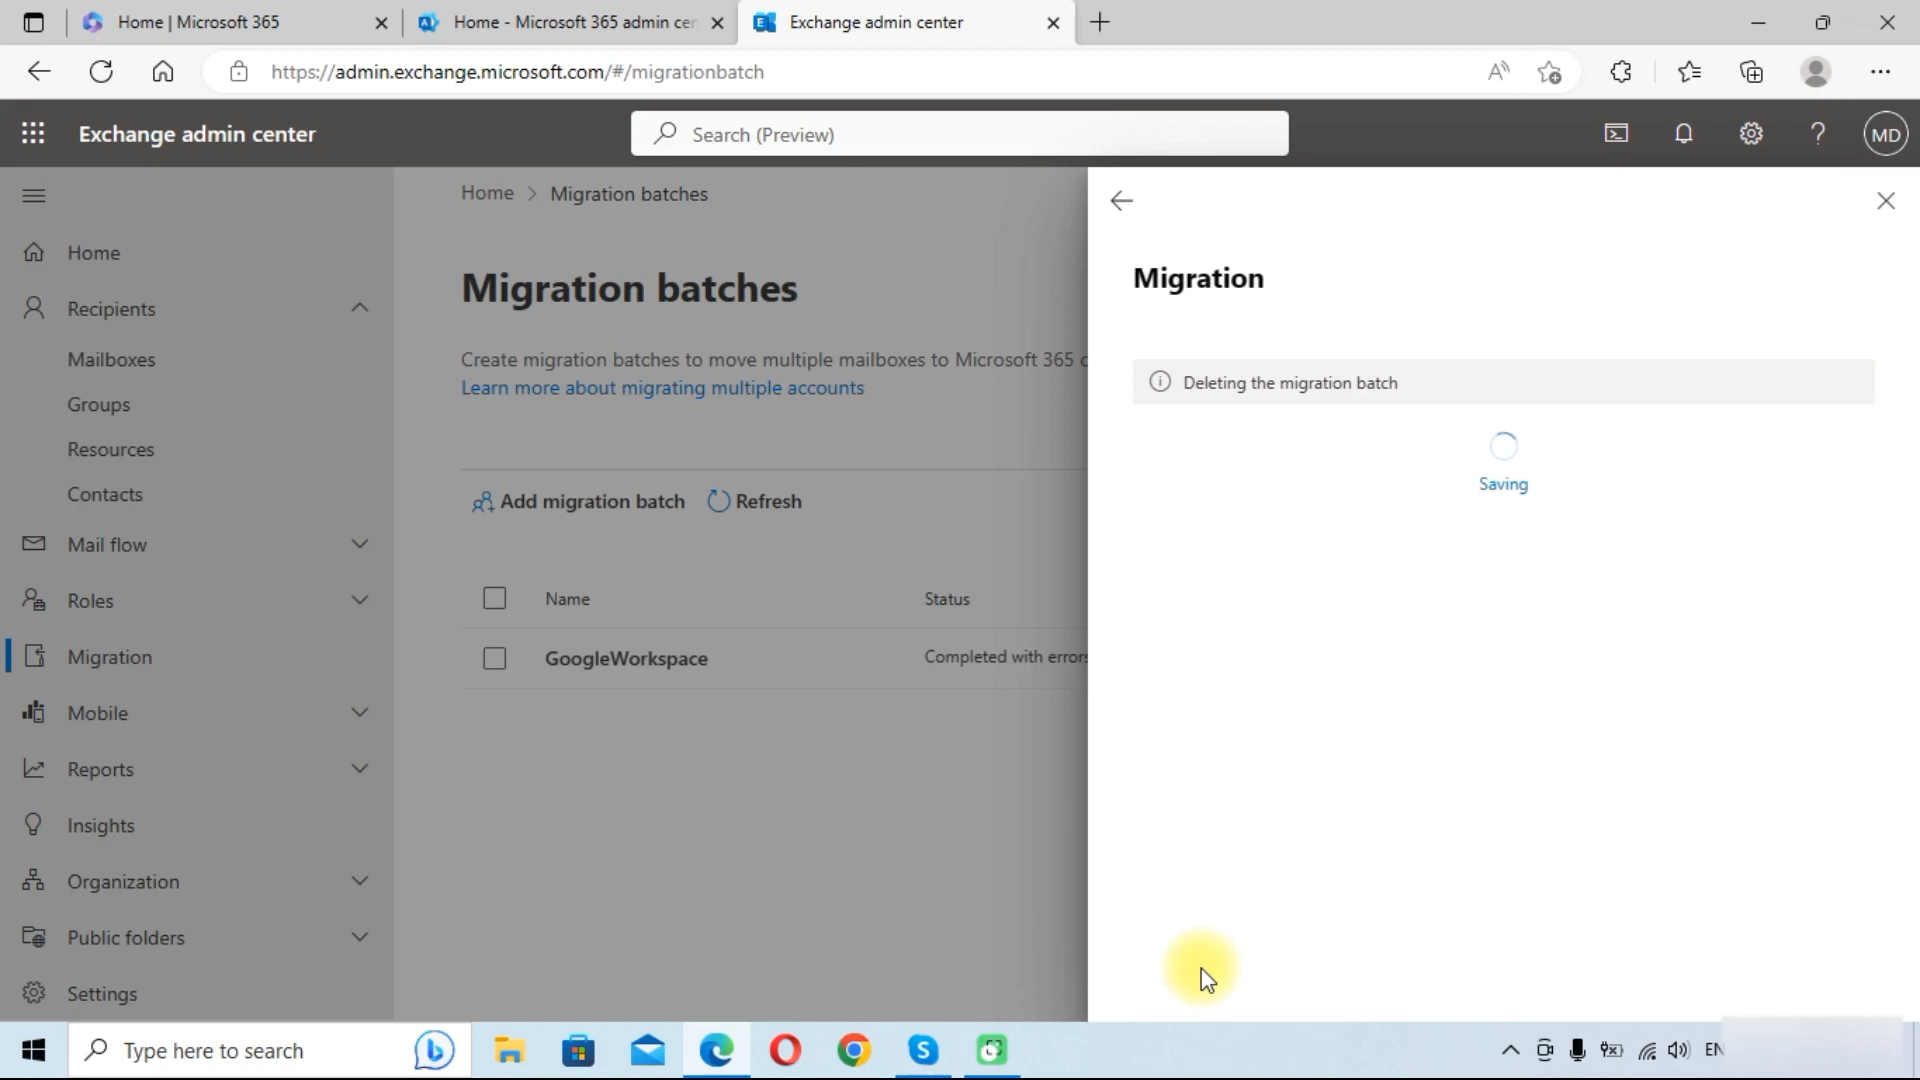 Home | Microsoft 365
Home - Microsoft 365 admin cen
Exchange admin center
https://admin.exchange.microsoft.com/#/migrationbatch
Exchange admin center
Search (Preview)
MD
Home
Recipients
Mailboxes
Groups
Resources
Contacts
Mail flow
Roles
Migration
Mobile
Reports
Insights
Organization
Public folders
Settings
Home > Migration batches
Migration batches
Create migration batches to move multiple mailboxes to Microsoft 365
Learn more about migrating multiple accounts
Add migration batch
Refresh
Name
Status
GoogleWorkspace
Completed with errors
Migration
Deleting the migration batch
Saving
Type here to search
EN